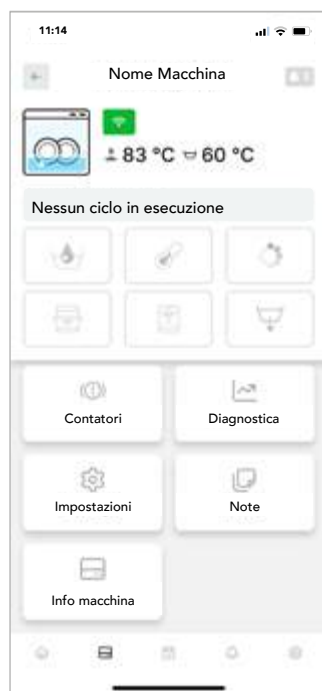 11:14
Nome Macchina
83 °C 60 °C
Nessun ciclo in esecuzione
Contatori Diagnostica
Impostazioni Note
Info macchina